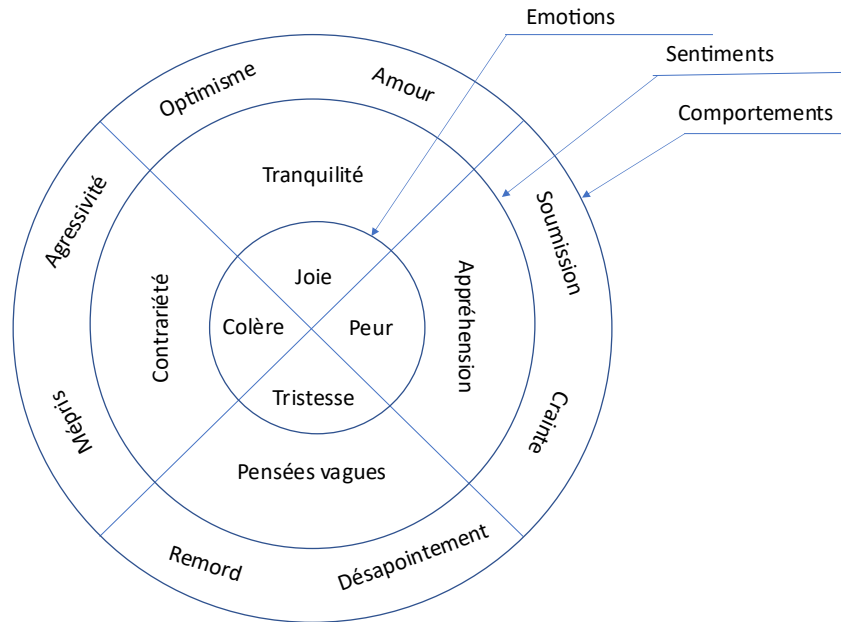 Emotions
Sentiments
Comportements
Optimisme
Amour
Agressivité
Soumission
Tranquilité
Contrariété
Appréhension
Joie
Colère
Peur
Tristesse
Mépris
Crainte
Pensées vagues
Remord
Désapointement